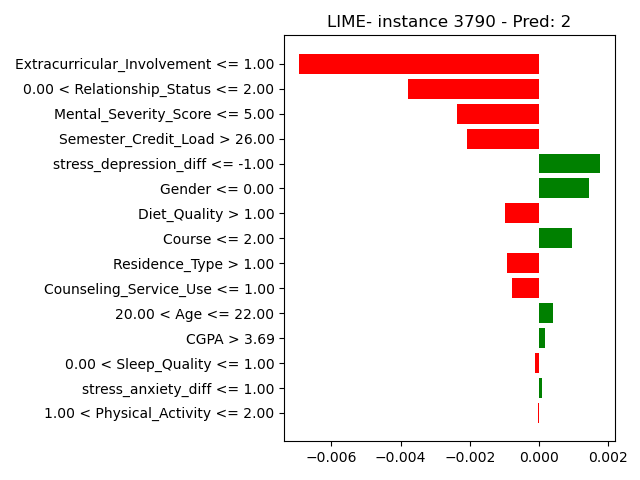 LIME- instance 3790 - Pred: 2
Extracurricular_Involvement <= 1.00
0.00 < Relationship_Status <= 2.00
Mental_Severity_Score <= 5.00
Semester_Credit_Load > 26.00
stress_depression_diff <= -1.00
Gender <= 0.00
Diet_Quality > 1.00
Course <= 2.00
Residence_Type > 1.00
Counseling_Service_Use <= 1.00
20.00 < Age <= 22.00
CGPA > 3.69
0.00 < Sleep_Quality <= 1.00
stress_anxiety_diff <= 1.00
1.00 < Physical_Activity <= 2.00
−0.006 −0.004 −0.002 0.000 0.002